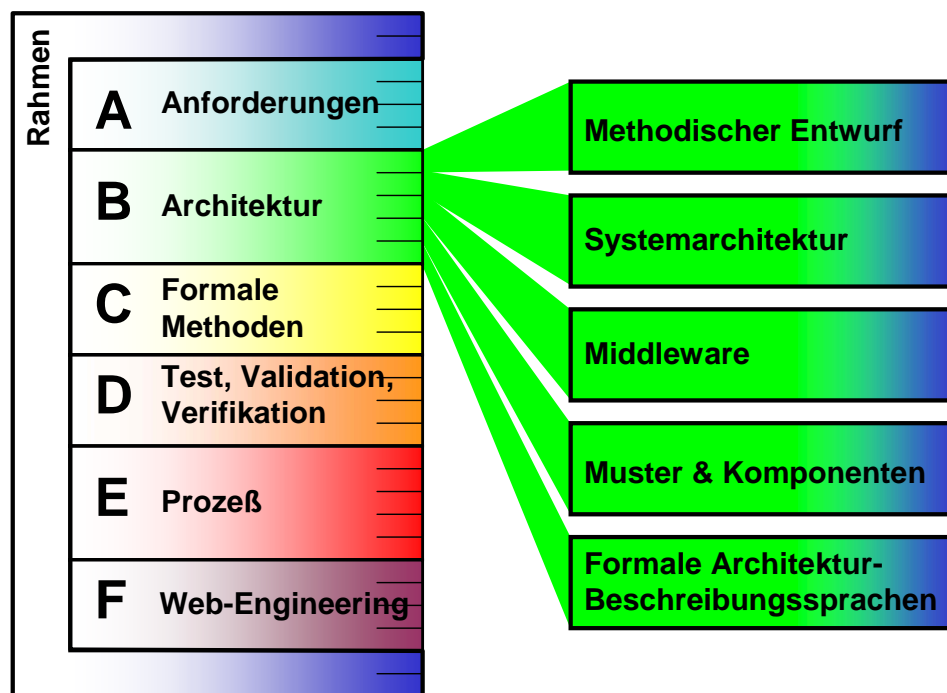 Rahmen
A Anforderungen
B Architektur
C Formale
Methoden
D Test, Validation,
Verifikation
E Prozeß
F Web-Engineering
Methodischer Entwurf
Systemarchitektur
Middleware
Muster & Komponenten
Formale Architektur-
Beschreibungssprachen